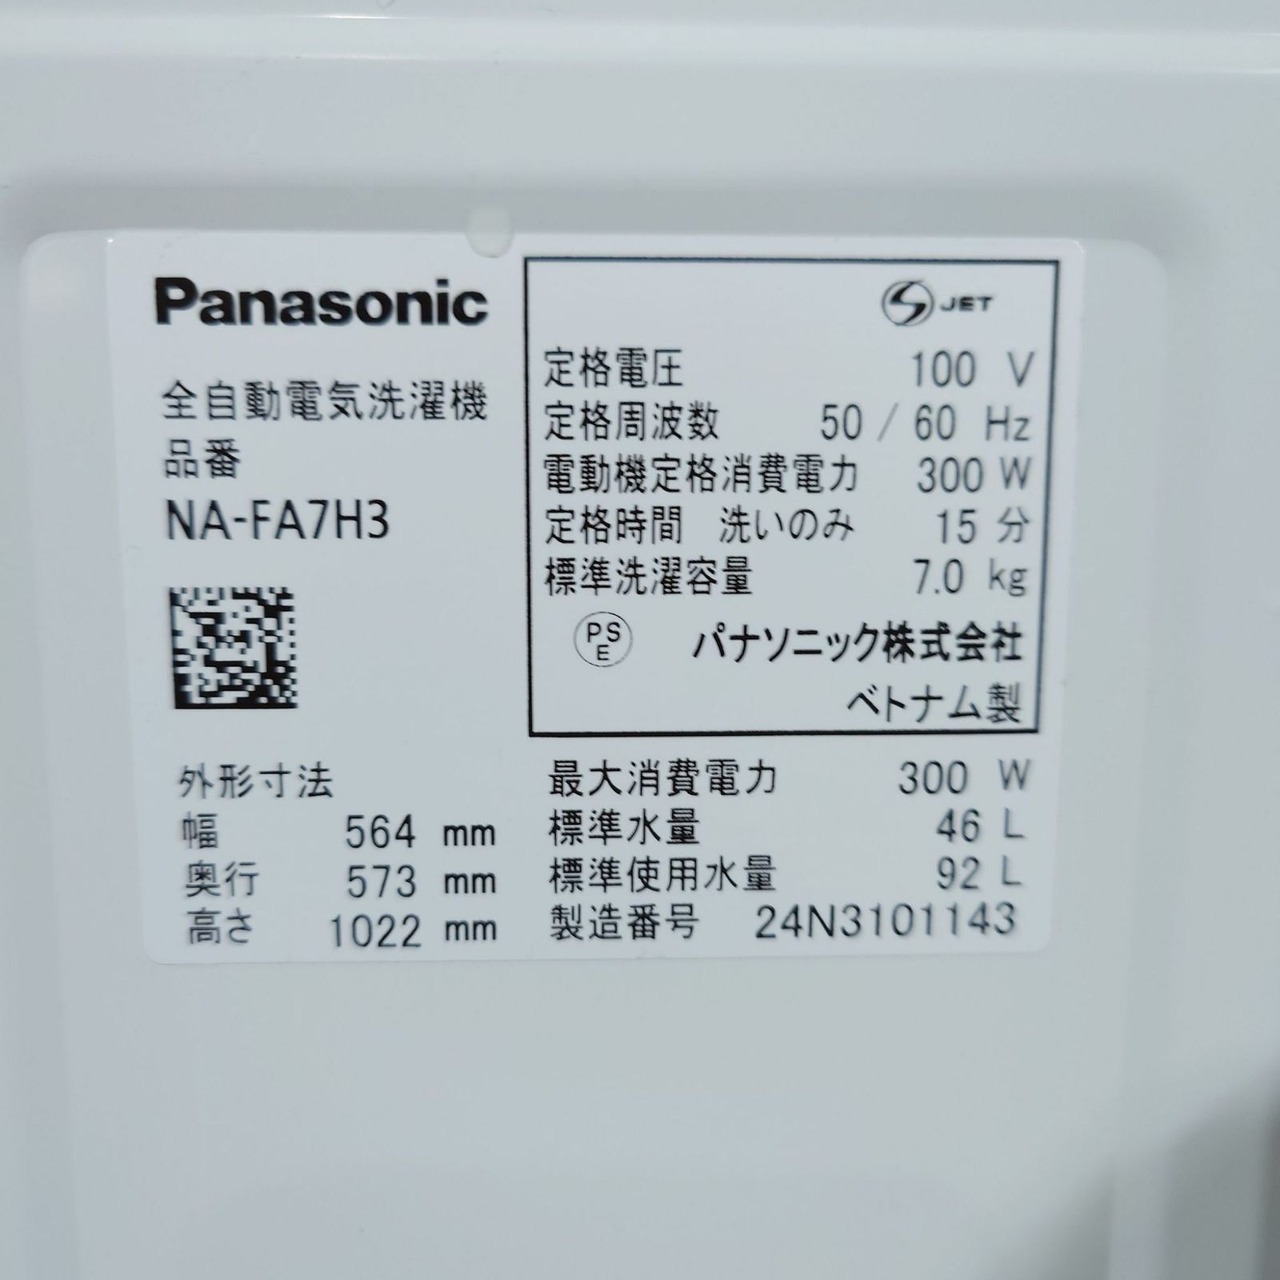 Panasonic
全自動電気洗濯機
品番
NA-FA7H3
外形寸法
幅 564 mm
奥行 573 mm
高さ 1022 mm
JET
定格電圧 100 V
定格周波数 50 / 60 Hz
電動機定格消費電力 300 W
定格時間 洗いのみ 15 分
標準洗濯容量 7.0 kg
PS
E
パナソニック株式会社
ベトナム製
最大消費電力 300 W
標準水量 46 L
標準使用水量 92 L
製造番号 24N3101143